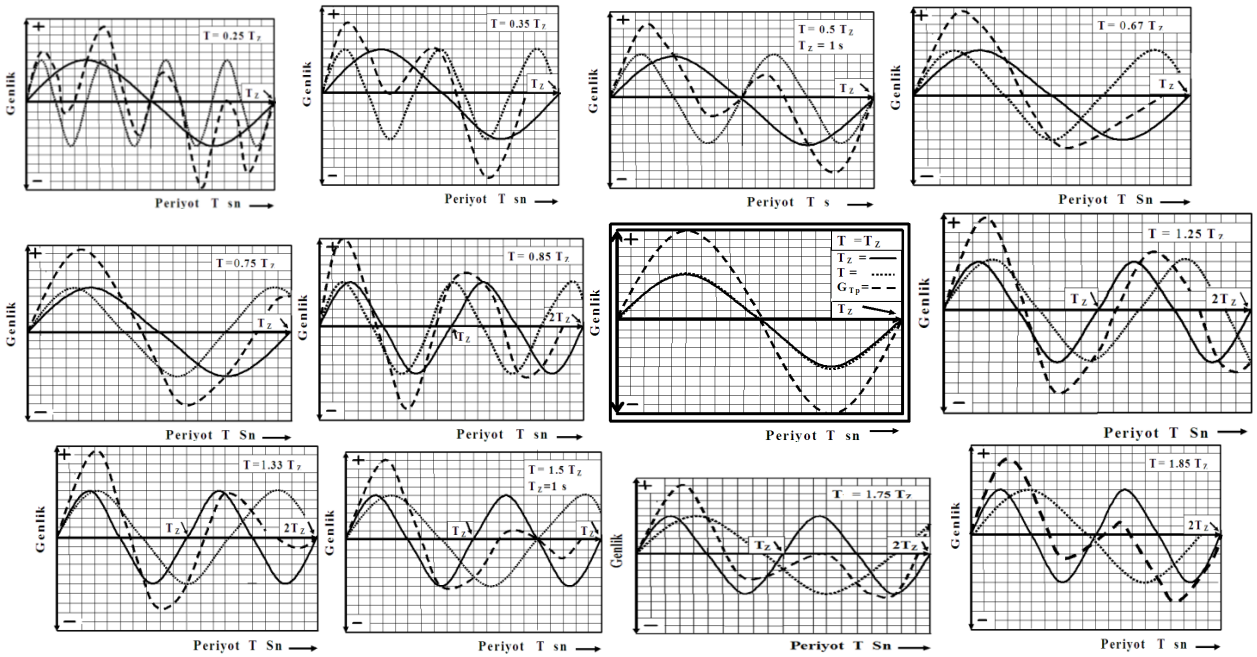 +
T = 0.25 T Z
Genlik
T Z
−
Periyot T sn
+
T = 0.35 T Z
Genlik
T Z
−
Periyot T sn
+
T = 0.5 T Z
T Z = 1 s
Genlik
T Z
−
Periyot T s
+
T = 0.67 T Z
Genlik
T Z
−
Periyot T Sn
+
T = 0.75 T Z
Genlik
T Z
−
Periyot T Sn
+
T = 0.85 T Z
Genlik
2T Z
T Z
−
Periyot T sn
+
T = T Z
T Z =
T =
G Tp =
Genlik
T Z
−
Periyot T sn
+
T = 1.25 T Z
Genlik
T Z
2T Z
−
Periyot T Sn
+
T = 1.33 T Z
Genlik
T Z
2T Z
−
Periyot T Sn
+
T = 1.5 T Z
T Z = 1 s
Genlik
T Z
T Z
−
Periyot T sn
+
T = 1.75 T Z
Genlik
T Z
2T Z
−
Periyot T Sn
+
T = 1.85 T Z
Genlik
2T Z
−
Periyot T sn